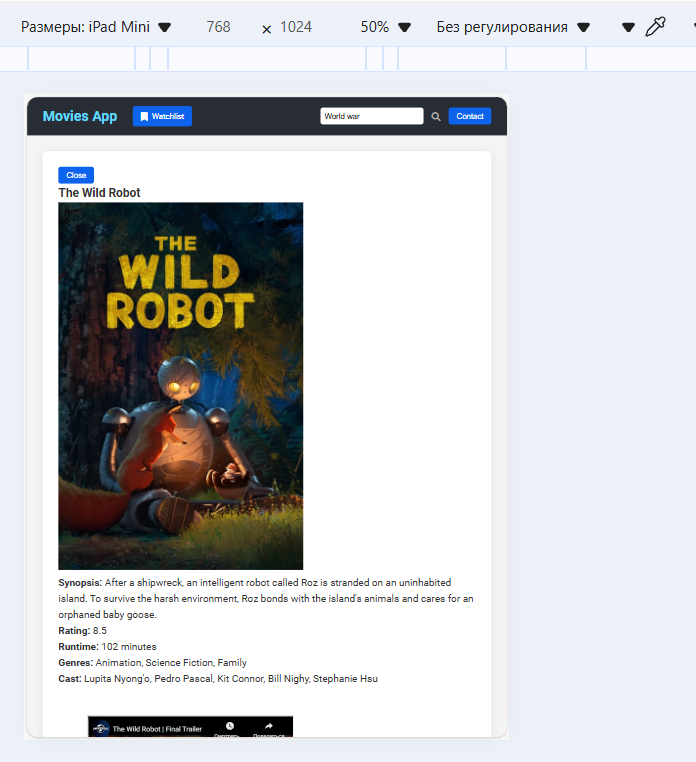 Размеры: iPad Mini 768 × 1024 50% Без регулирования
Movies App Watchlist World war Contact
Close
The Wild Robot
THE
WILD
ROBOT
Synopsis: After a shipwreck, an intelligent robot called Roz is stranded on an uninhabited
island. To survive the harsh environment, Roz bonds with the island's animals and cares for an
orphaned baby goose.
Rating: 8.5
Runtime: 102 minutes
Genres: Animation, Science Fiction, Family
Cast: Lupita Nyong'o, Pedro Pascal, Kit Connor, Bill Nighy, Stephanie Hsu
The Wild Robot | Final Trailer